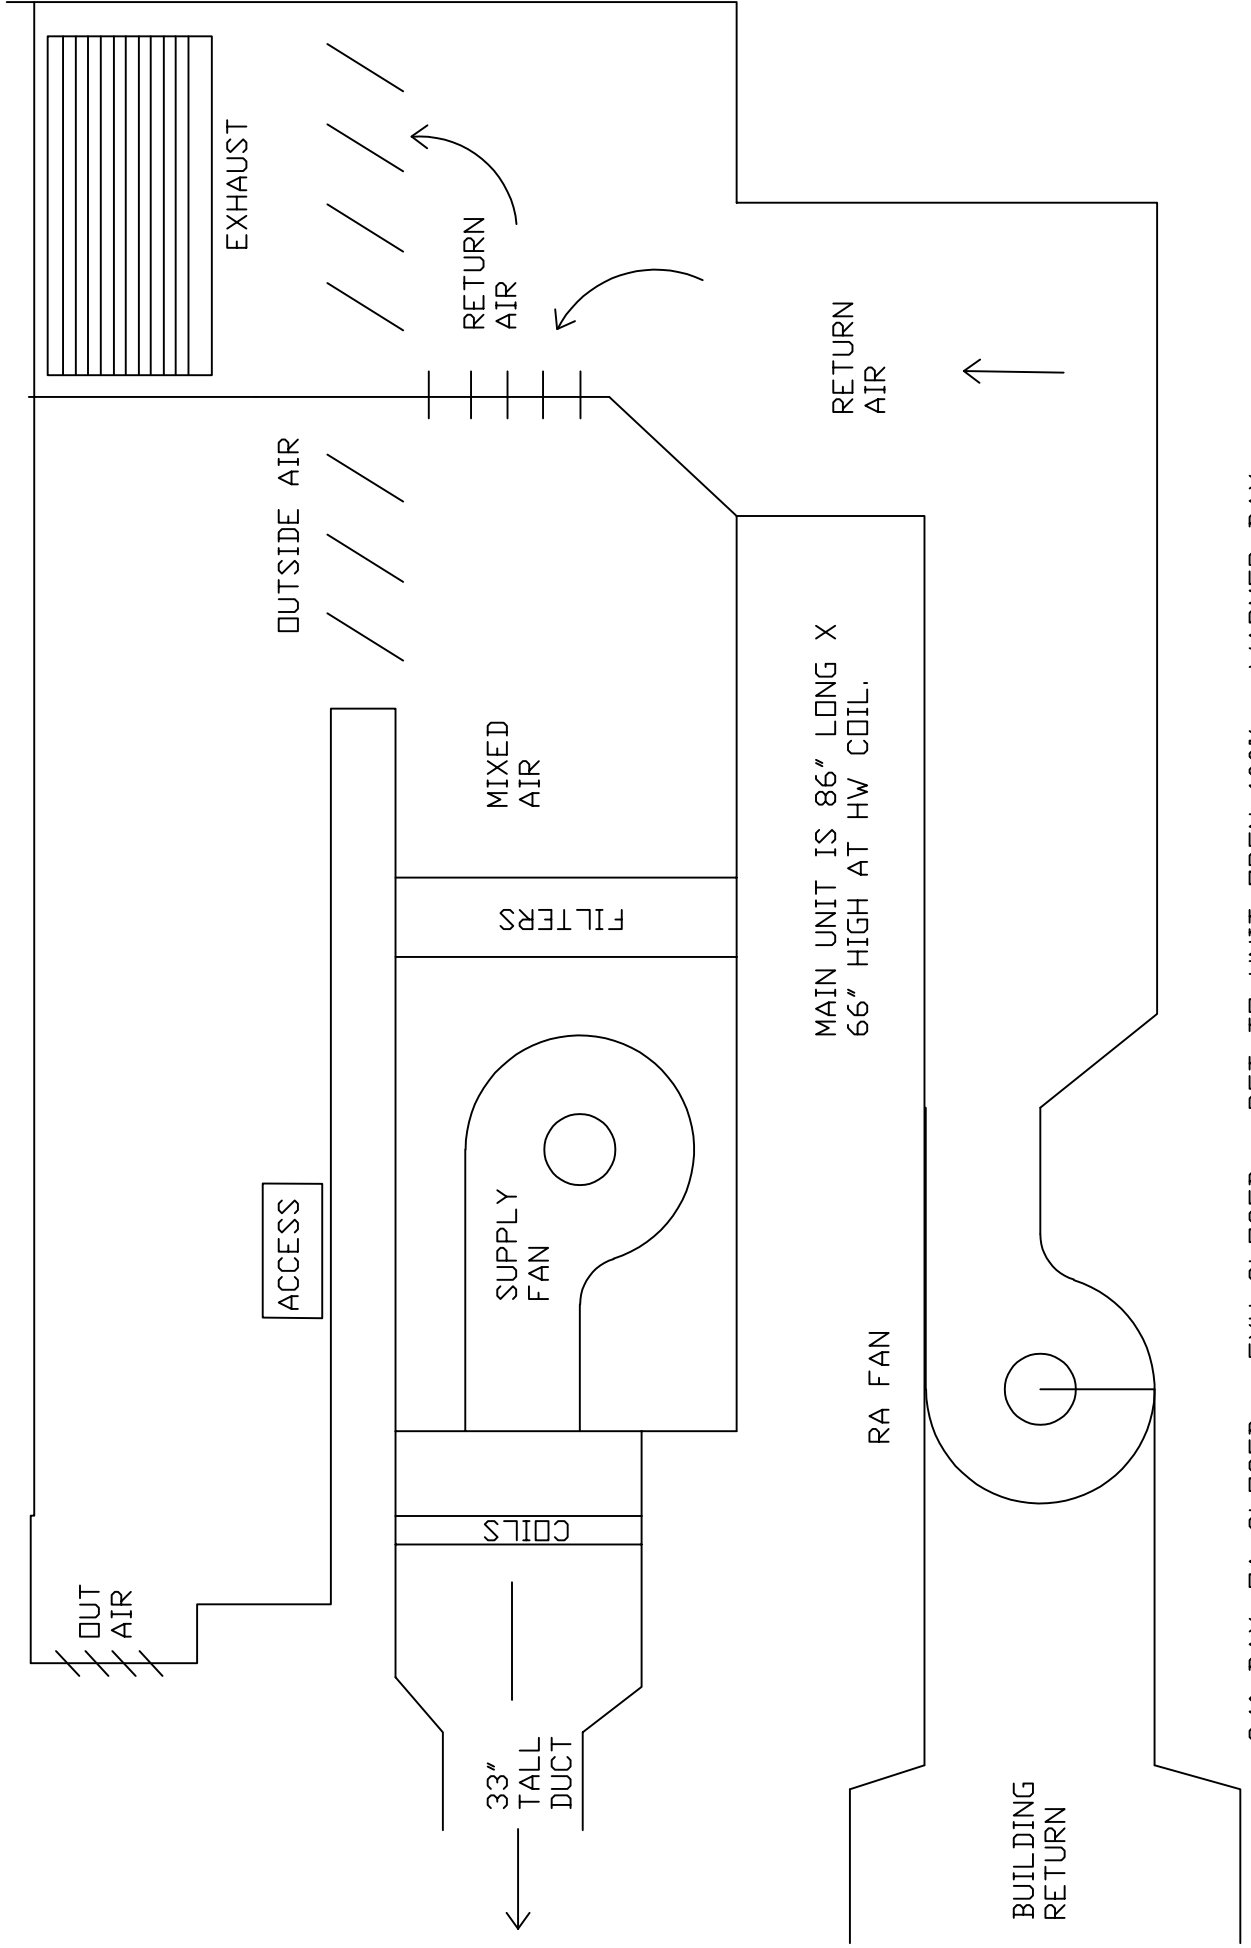 EXHAUST
OUTSIDE AIR
RETURN
AIR
RETURN
AIR
MIXED
AIR
FILTERS
MAIN UNIT IS 86" LONG X
66" HIGH AT HW COIL.
ACCESS
SUPPLY
FAN
RA FAN
COILS
OUT
AIR
33"
TALL
DUCT
BUILDING
RETURN